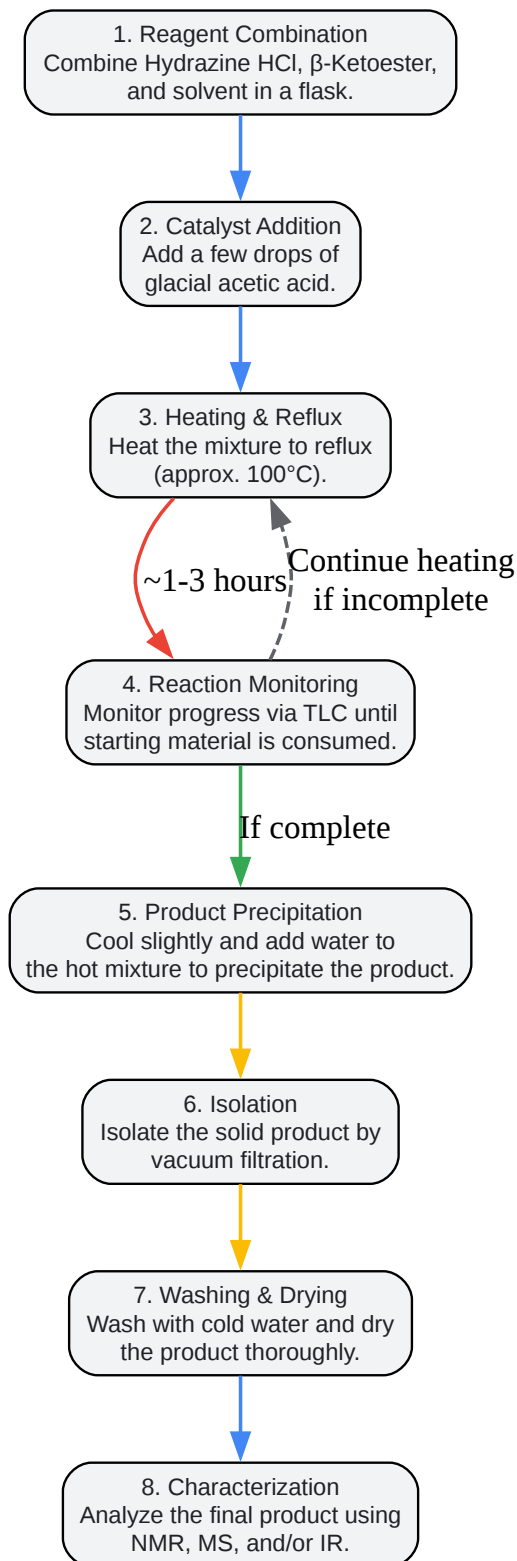 1. Reagent Combination
Combine Hydrazine HCl, β-Ketoester,
and solvent in a flask.
2. Catalyst Addition
Add a few drops of
glacial acetic acid.
3. Heating & Reflux
Heat the mixture to reflux
(approx. 100°C).
~1-3 hours
Continue heating
if incomplete
4. Reaction Monitoring
Monitor progress via TLC until
starting material is consumed.
If complete
5. Product Precipitation
Cool slightly and add water to
the hot mixture to precipitate the product.
6. Isolation
Isolate the solid product by
vacuum filtration.
7. Washing & Drying
Wash with cold water and dry
the product thoroughly.
8. Characterization
Analyze the final product using
NMR, MS, and/or IR.